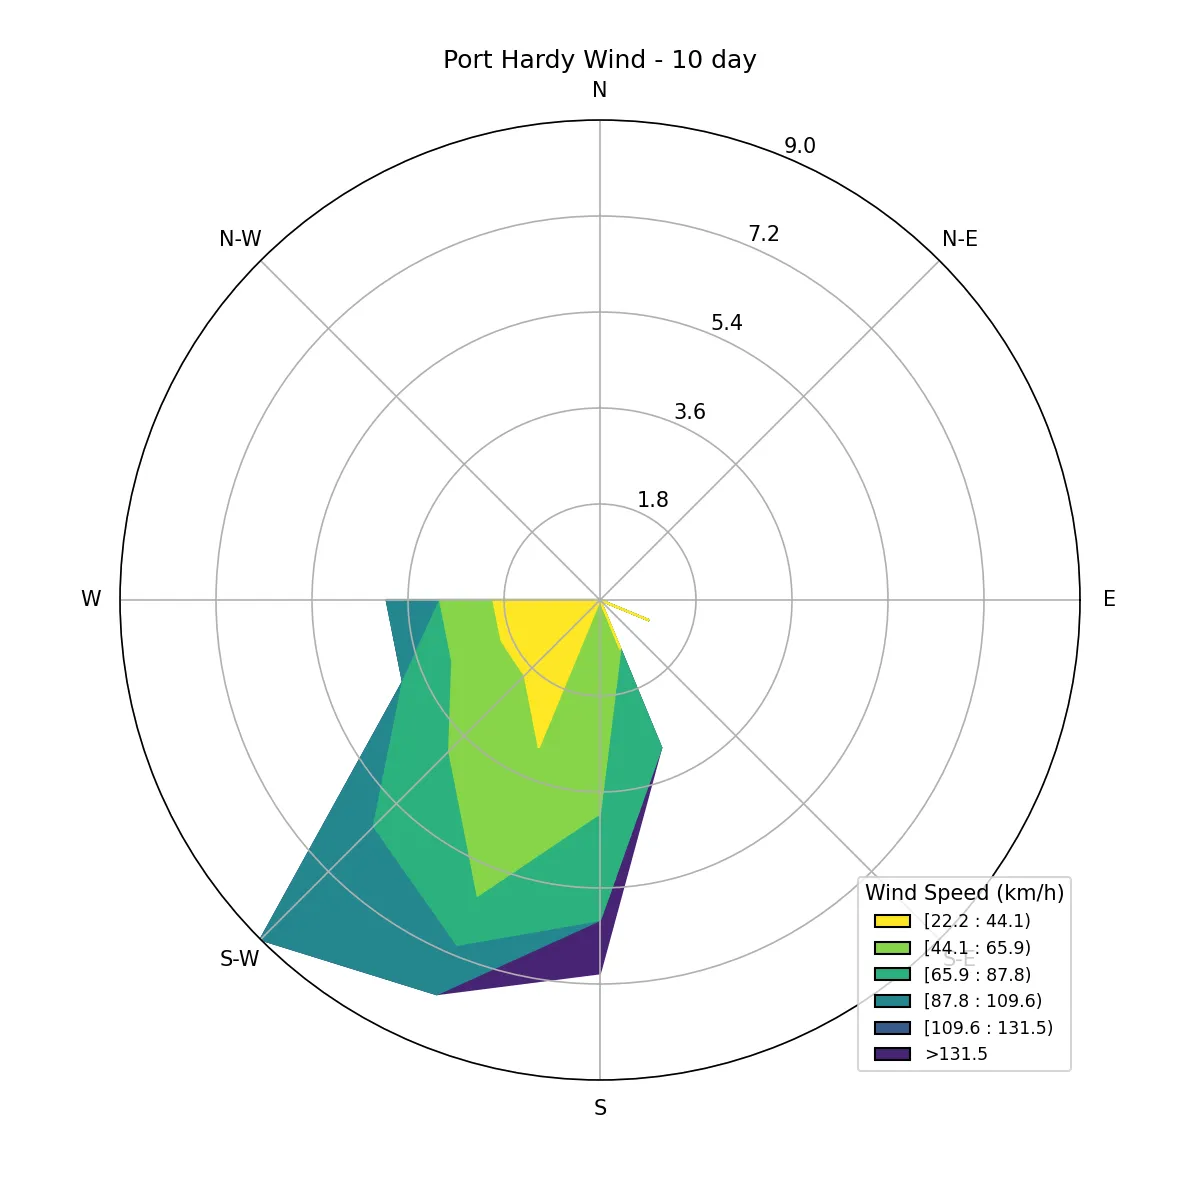 Port Hardy Wind - 10 day
N
9.0
N-W
7.2
N-E
5.4
3.6
1.8
W
E
Wind Speed (km/h)
[22.2 : 44.1)
[44.1 : 65.9)
S-W
S-E
[65.9 : 87.8)
[87.8 : 109.6)
[109.6 : 131.5)
>131.5
S